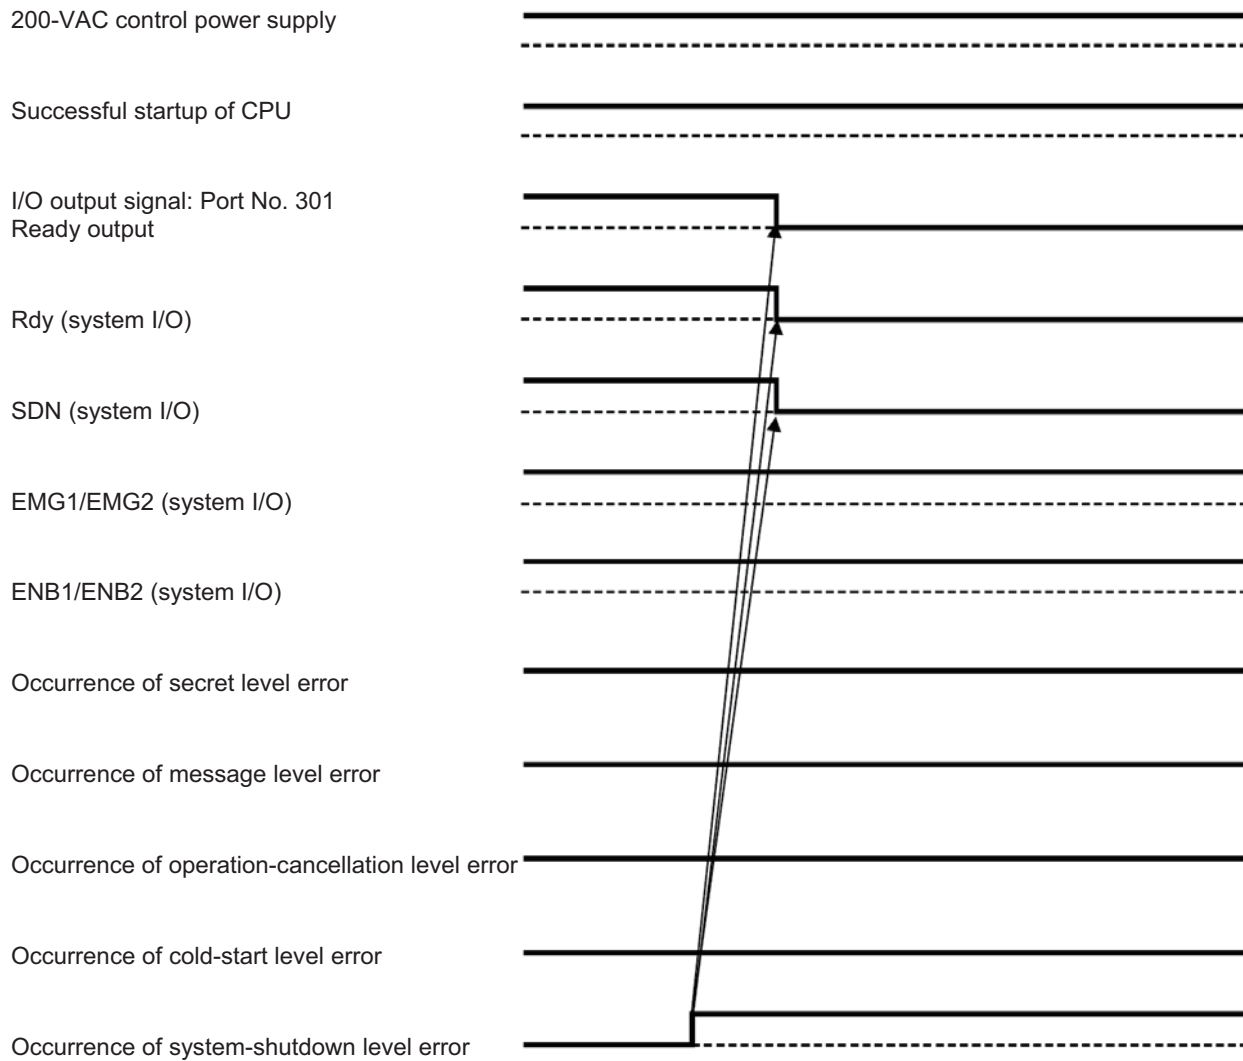 200-VAC control power supply
Successful startup of CPU
I/O output signal: Port No. 301
Ready output
Rdy (system I/O)
SDN (system I/O)
EMG1/EMG2 (system I/O)
ENB1/ENB2 (system I/O)
Occurrence of secret level error
Occurrence of message level error
Occurrence of operation-cancellation level error
Occurrence of cold-start level error
Occurrence of system-shutdown level error